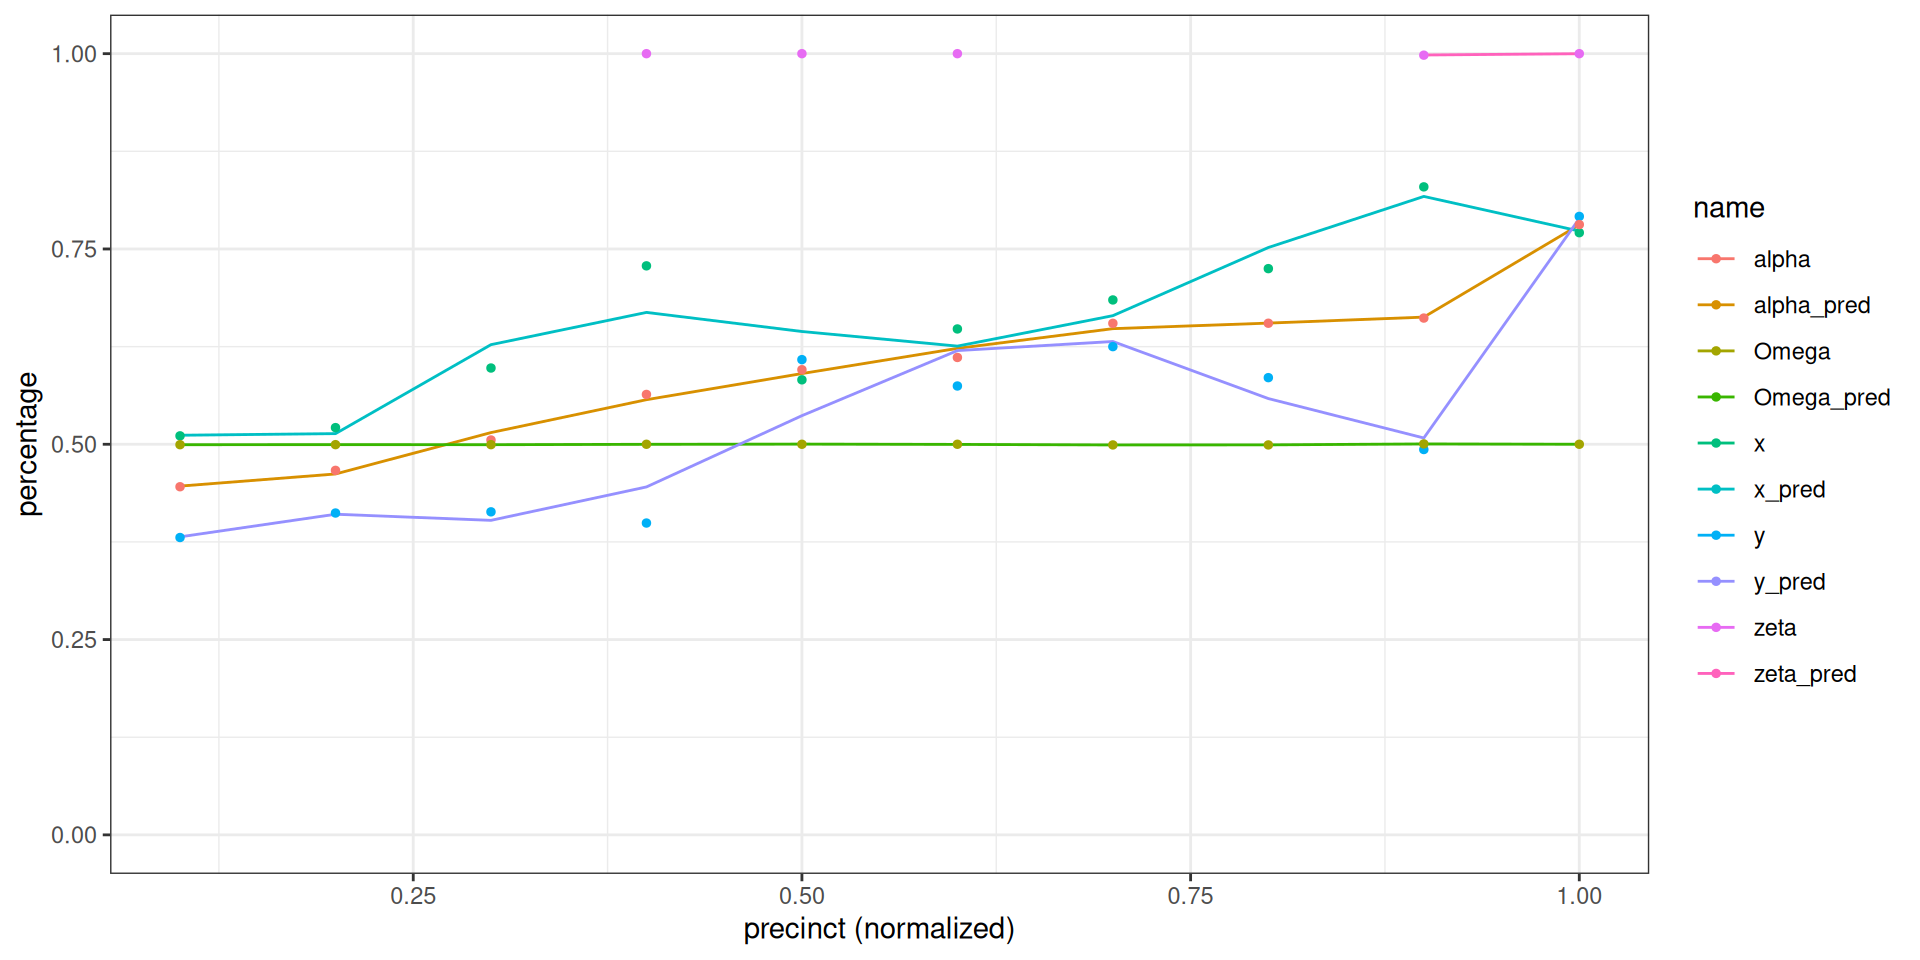 1.00
0.75
0.50
0.25
0.00
percentage
0.25 0.50 0.75 1.00
precinct (normalized)
name
alpha
alpha_pred
Omega
Omega_pred
x
x_pred
y
y_pred
zeta
zeta_pred